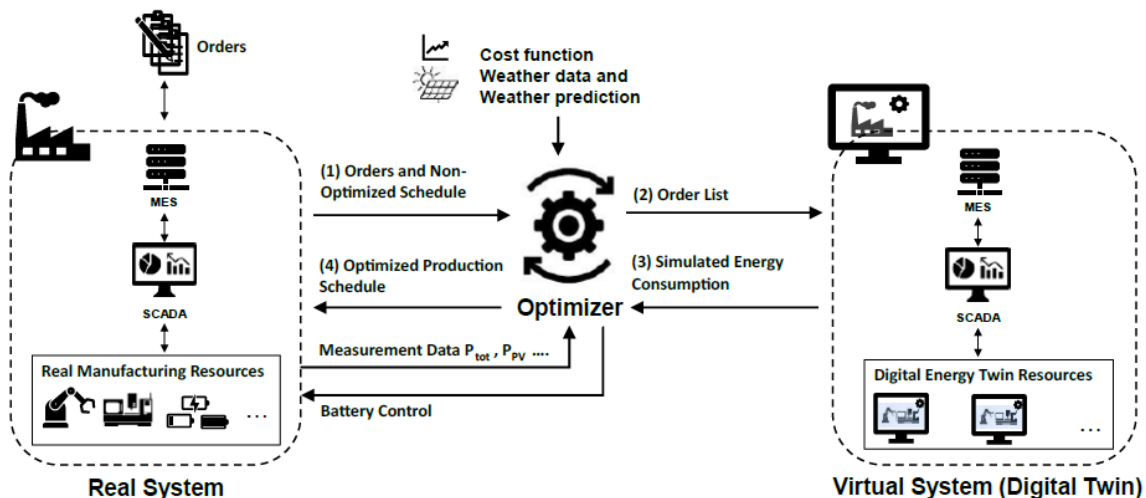 Orders
Cost function
Weather data and
Weather prediction
(1) Orders and Non-
Optimized Schedule
(2) Order List
MES
MES
(4) Optimized Production
Schedule
(3) Simulated Energy
Consumption
Optimizer
SCADA
SCADA
Measurement Data P_tot , P_PV ....
Real Manufacturing Resources
Digital Energy Twin Resources
Battery Control
...
...
Real System
Virtual System (Digital Twin)